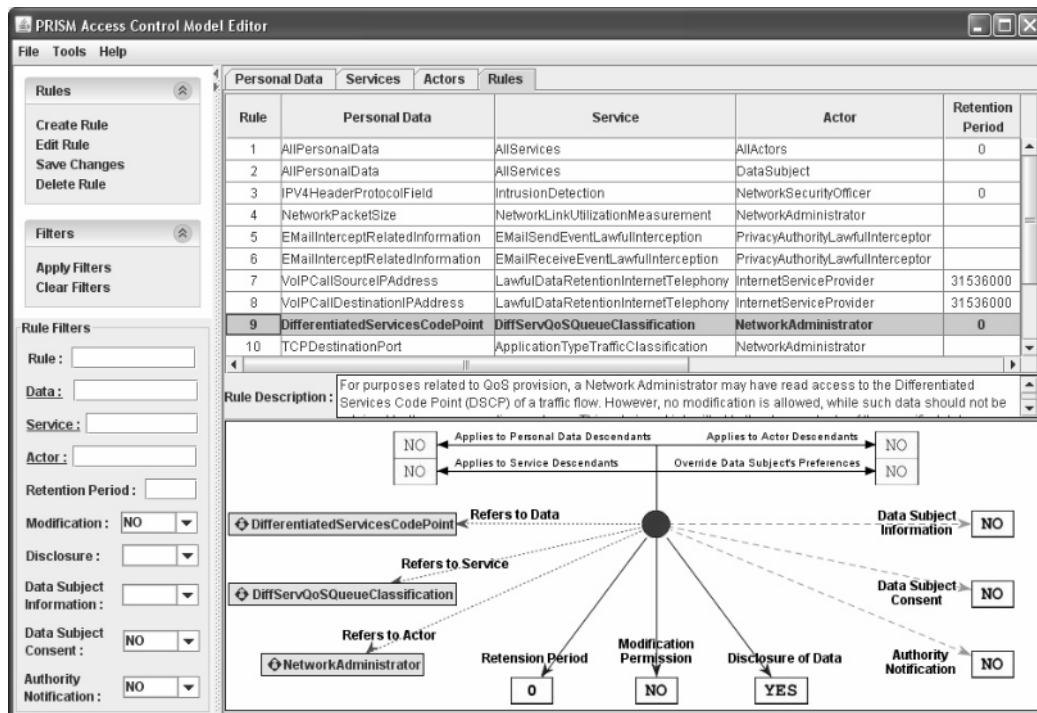 PRISM Access Control Model Editor
File Tools Help
Rules
Create Rule
Edit Rule
Save Changes
Delete Rule
Filters
Apply Filters
Clear Filters
Rule Filters
Rule :
Data :
Service :
Actor :
Retention Period :
Modification : NO
Disclosure :
Data Subject
Information :
Data Subject
Consent : NO
Authority
Notification : NO
Personal Data Services Actors Rules
Rule Personal Data Service Actor Retention Period
1 AllPersonalData AllServices AllActors 0
2 AllPersonalData AllServices DataSubject
3 IPV4HeaderProtocolField IntrusionDetection NetworkSecurityOfficer 0
4 NetworkPacketSize NetworkLinkUtilizationMeasurement NetworkAdministrator
5 EMailInterceptRelatedInformation EMailSendEventLawfulInterception PrivacyAuthorityLawfulInterceptor
6 EMailInterceptRelatedInformation EMailReceiveEventLawfulInterception PrivacyAuthorityLawfulInterceptor
7 VoIPCallSourceIPAddress LawfulDataRetentionInternetTelephony InternetServiceProvider 31536000
8 VoIPCallDestinationIPAddress LawfulDataRetentionInternetTelephony InternetServiceProvider 31536000
9 DifferentiatedServicesCodePoint DiffServQoSQueueClassification NetworkAdministrator 0
10 TCPDestinationPort ApplicationTypeTrafficClassification NetworkAdministrator
Rule Description :
For purposes related to QoS provision, a Network Administrator may have read access to the Differentiated
Services Code Point (DSCP) of a traffic flow. However, no modification is allowed, while such data should not be
NO Applies to Personal Data Descendants Applies to Actor Descendants NO
NO Applies to Service Descendants Override Data Subject's Preferences NO
DifferentiatedServicesCodePoint Refers to Data
Data Subject
Information NO
Refers to Service
DiffServQoSQueueClassification
Data Subject
Consent NO
Refers to Actor
NetworkAdministrator
Retension Period
0
Modification
Permission
NO
Disclosure of Data
YES
Authority
Notification NO